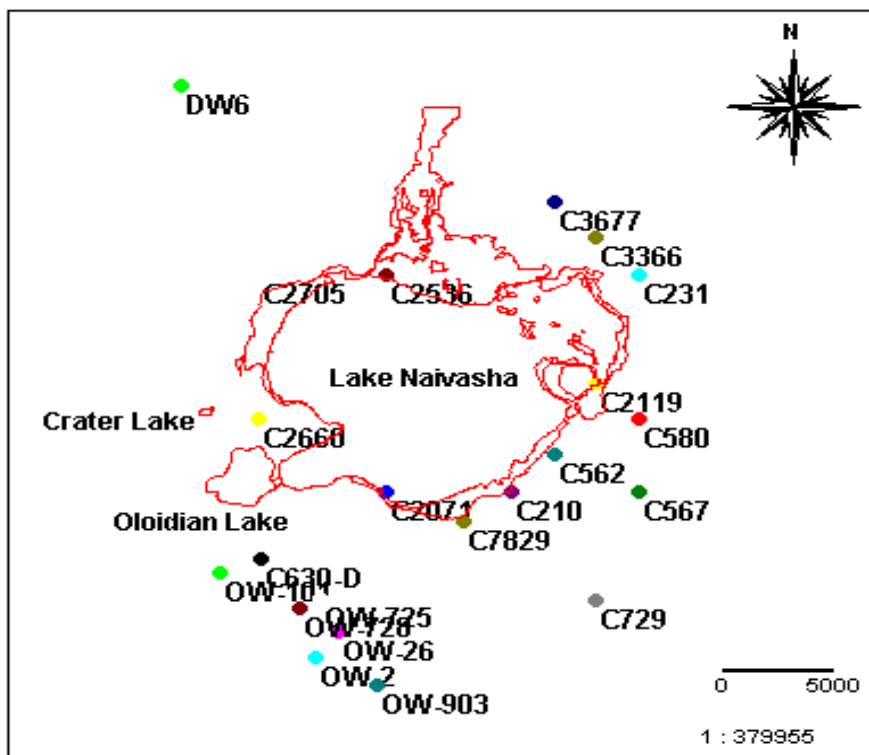 N
DW6
C3677
C3366
C2705
C2536
C231
Lake Naivasha
C2119
Crater Lake
C2660
C580
C562
C2071
C210
C567
Oloidian Lake
C7829
C630-D
OW-101
OW-725
C729
OW-728
OW-26
OW-2
OW-903
0 5000
1 : 379955